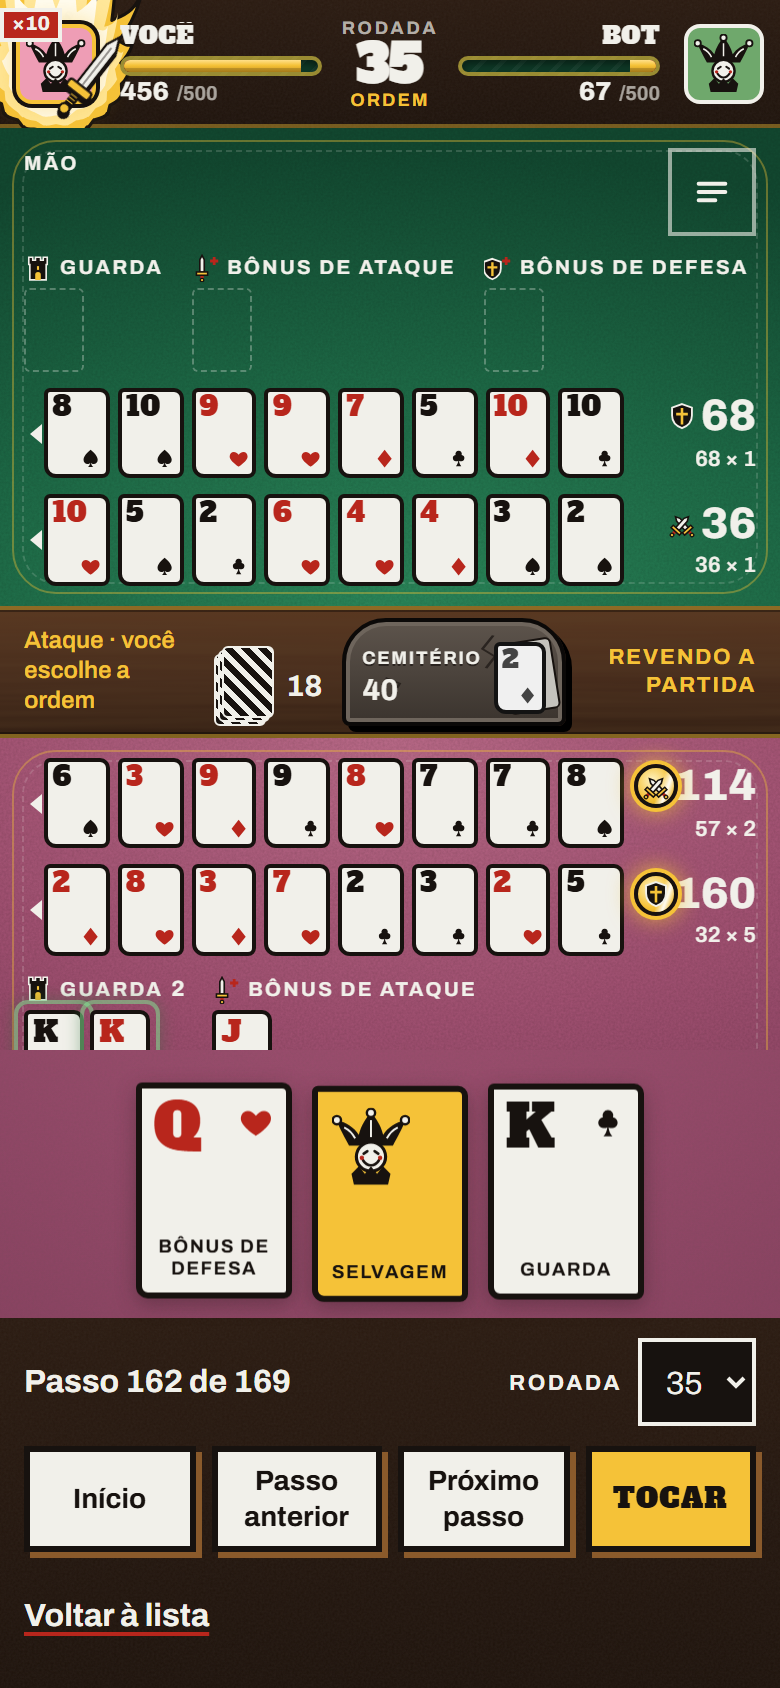 ×10
VOCÊ
456 /500
RODADA
35
ORDEM
BOT
67 /500
MÃO
GUARDA
BÔNUS DE ATAQUE
BÔNUS DE DEFESA
8 10 9 9 7 5 10 10
68
68 × 1
10 5 2 6 4 4 3 2
36
36 × 1
Ataque · você
escolhe a
ordem
18
CEMITÉRIO
40
2
REVENDO A
PARTIDA
6 3 9 9 8 7 7 8
114
57 × 2
2 8 3 7 2 3 2 5
160
32 × 5
GUARDA 2
BÔNUS DE ATAQUE
K K J
Q
BÔNUS DE
DEFESA
SELVAGEM
K
GUARDA
Passo 162 de 169
RODADA
35
Início
Passo
anterior
Próximo
passo
TOCAR
Voltar à lista